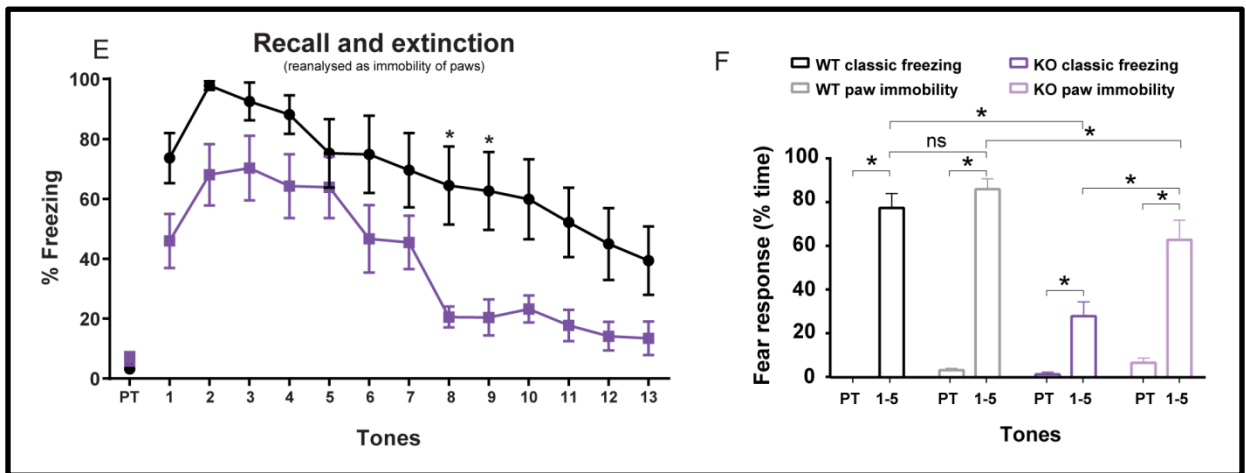 E
Recall and extinction
(reanalysed as immobility of paws)
% Freezing
100
80
60
40
20
0
* *
PT 1 2 3 4 5 6 7 8 9 10 11 12 13
Tones
F
WT classic freezing KO classic freezing
WT paw immobility KO paw immobility
Fear response (% time)
100
80
60
40
20
0
*
ns *
* * *
*
*
PT 1-5 PT 1-5 PT 1-5 PT 1-5
Tones